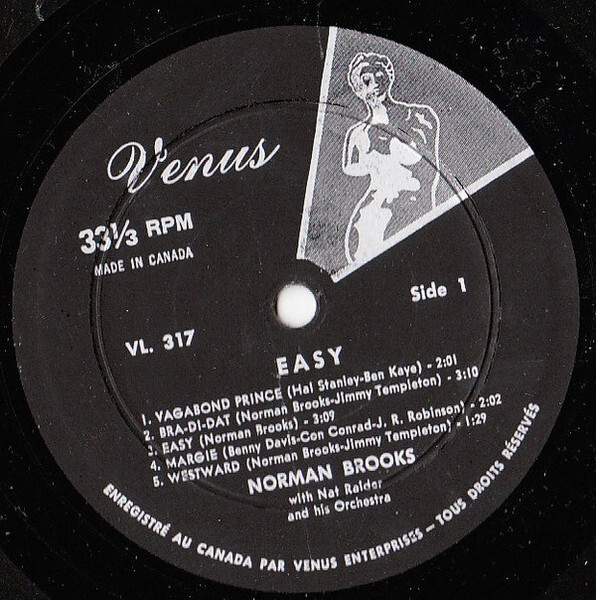 Venus
33⅓ RPM
MADE IN CANADA
Side 1
VL. 317
EASY
1. VAGABOND PRINCE (Hal Stanley-Ben Kaye) - 2:01
2. BRA-DI-DAT (Norman Brooks-Jimmy Templeton) - 3:10
3. EASY (Norman Brooks) - 3:09
4. MARGIE (Benny Davis-Con Conrad-J. R. Robinson) - 2:02
5. WESTWARD (Norman Brooks-Jimmy Templeton) - 1:29
NORMAN BROOKS
with Nat Raider
and his Orchestra
ENREGISTRÉ AU CANADA PAR VENUS ENTERPRISES — TOUS DROITS RÉSERVÉS